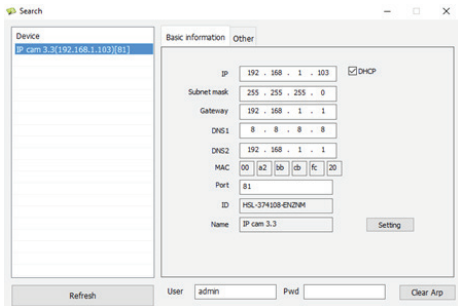 Search
Device
IP cam 3.3(192.168.1.103)[81]
Basic information Other
IP 192 . 168 . 1 . 103 DHCP
Subnet mask 255 . 255 . 255 . 0
Gateway 192 . 168 . 1 . 1
DNS1 8 . 8 . 8 . 8
DNS2 192 . 168 . 1 . 1
MAC 00 a2 bb cb fc 20
Port 81
ID HSL-374108-ENZNM
Name IP cam 3.3 Setting
Refresh User admin Pwd Clear Arp